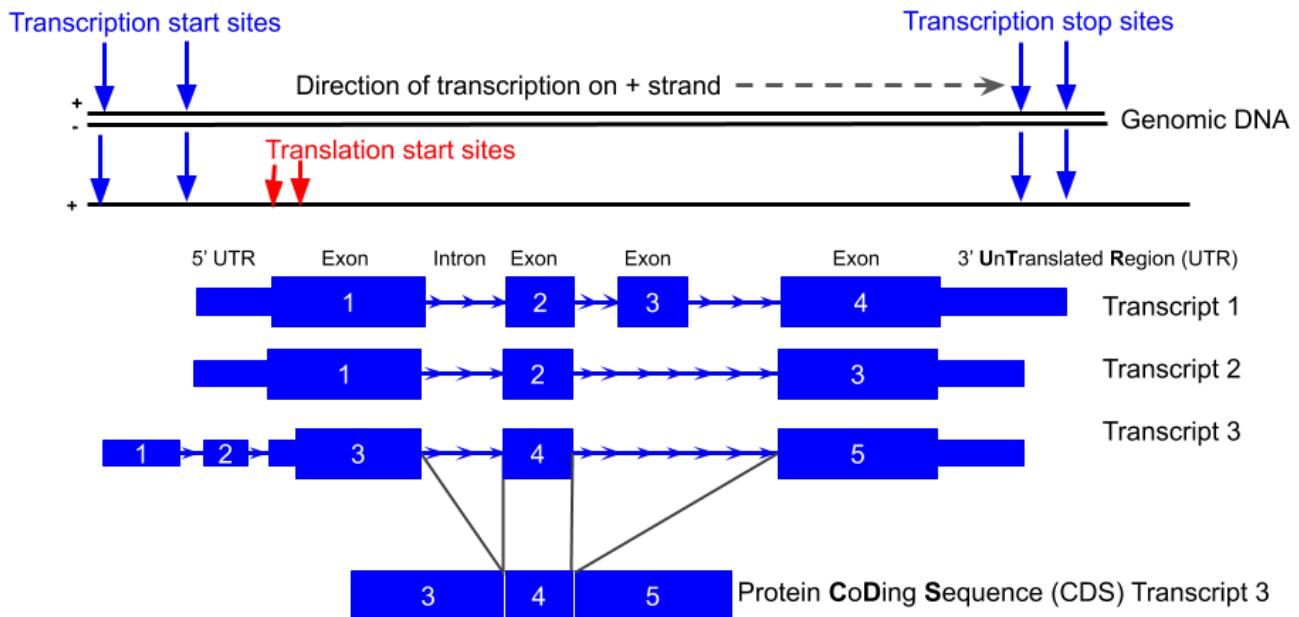 Transcription start sites
Transcription stop sites
Direction of transcription on + strand
+
-
Genomic DNA
Translation start sites
+
5’ UTR
Exon
Intron
Exon
Exon
Exon
3’ UnTranslated Region (UTR)
1
2
3
4
Transcript 1
1
2
3
Transcript 2
Transcript 3
1
2
3
4
5
3
4
5
Protein CoDing Sequence (CDS) Transcript 3